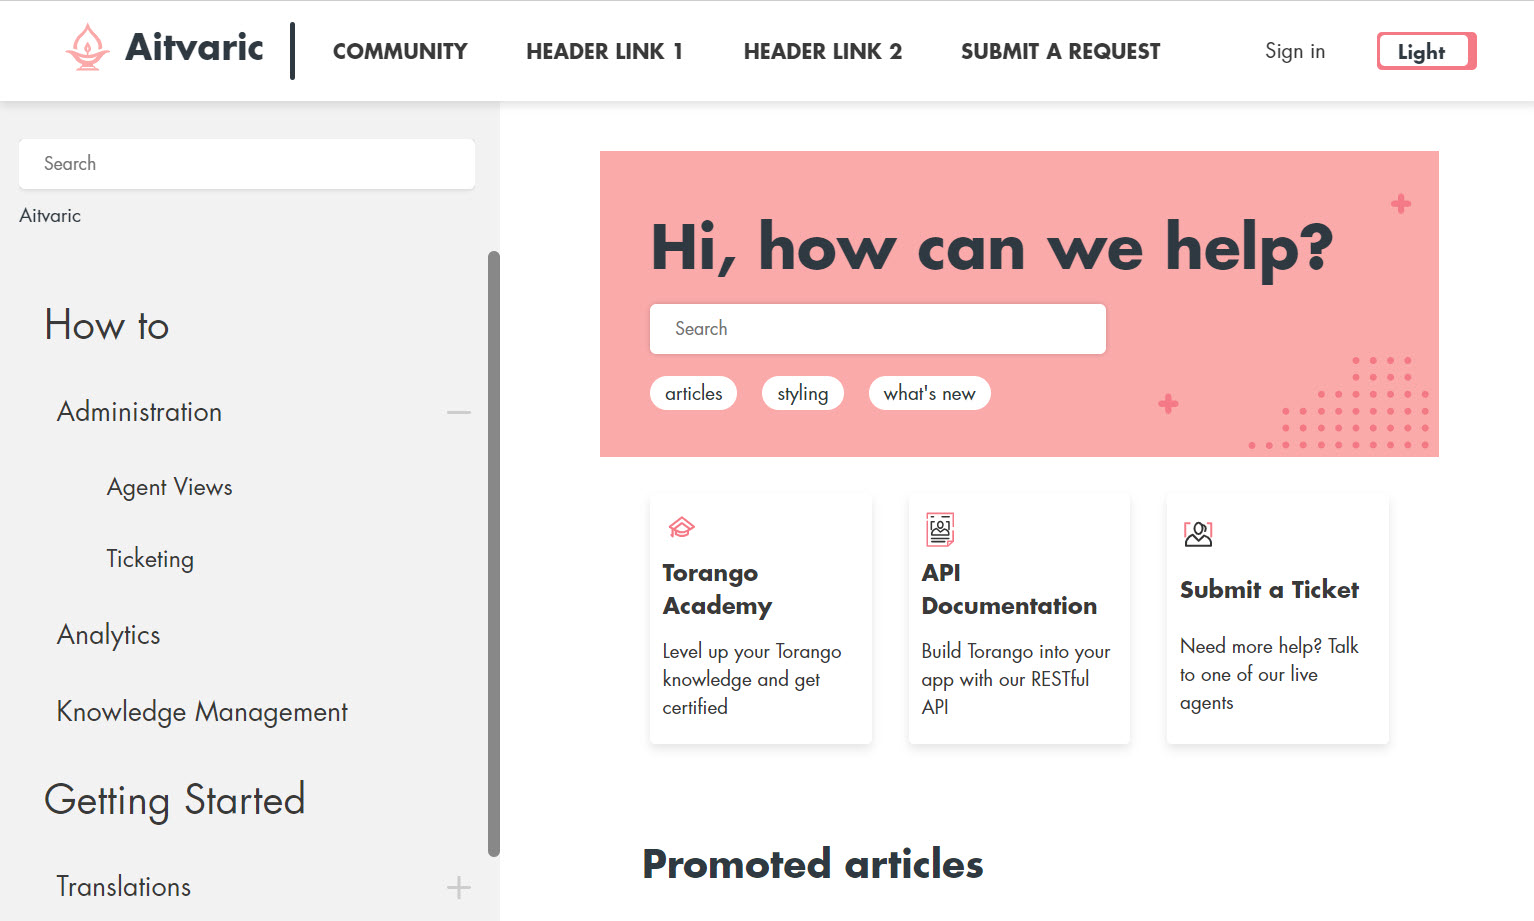 Aitvaric
COMMUNITY
HEADER LINK 1
HEADER LINK 2
SUBMIT A REQUEST
Sign in
Light
Search
Aitvaric
How to
Administration
Agent Views
Ticketing
Analytics
Knowledge Management
Getting Started
Translations
Hi, how can we help?
Search
articles
styling
what's new
Torango
Academy
Level up your Torango
knowledge and get
certified
API
Documentation
Build Torango into your
app with our RESTful
API
Submit a Ticket
Need more help? Talk
to one of our live
agents
Promoted articles